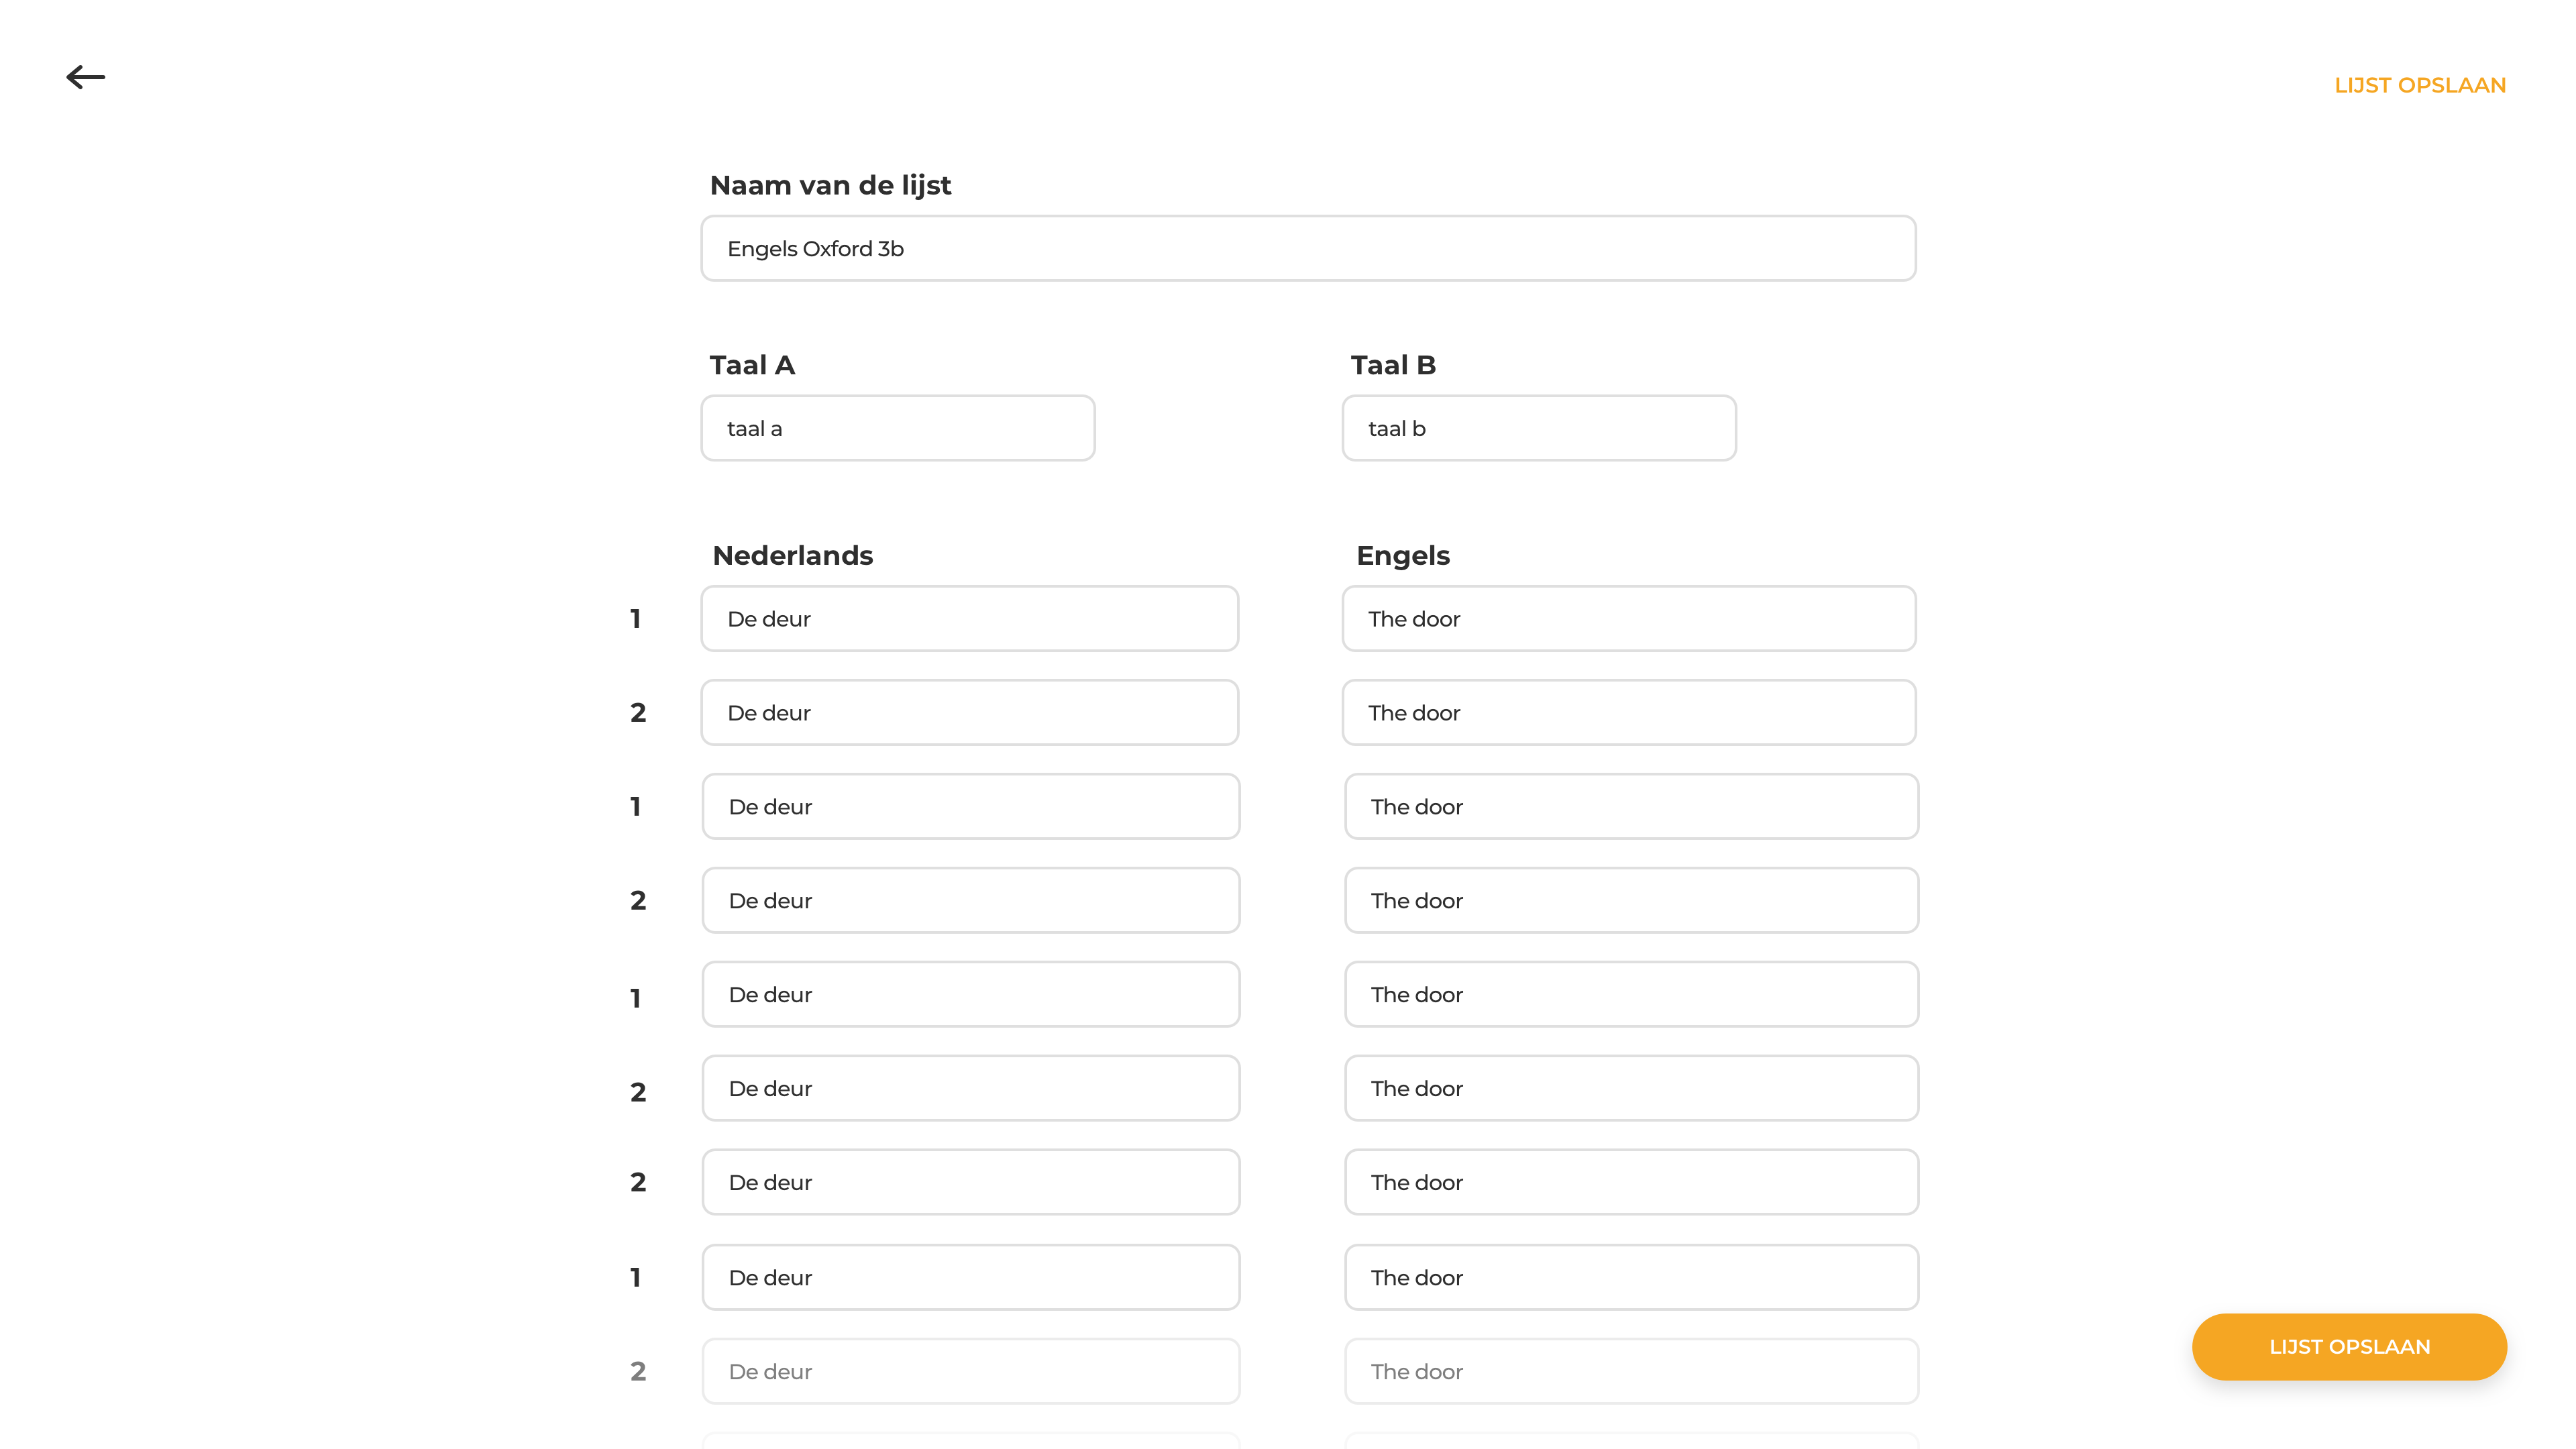 LIJST OPSLAAN
Naam van de lijst
Engels Oxford 3b
Taal A Taal B
taal a taal b
Nederlands Engels
1 De deur The door
2 De deur The door
1 De deur The door
2 De deur The door
1 De deur The door
2 De deur The door
2 De deur The door
1 De deur The door
LIJST OPSLAAN
2 De deur The door